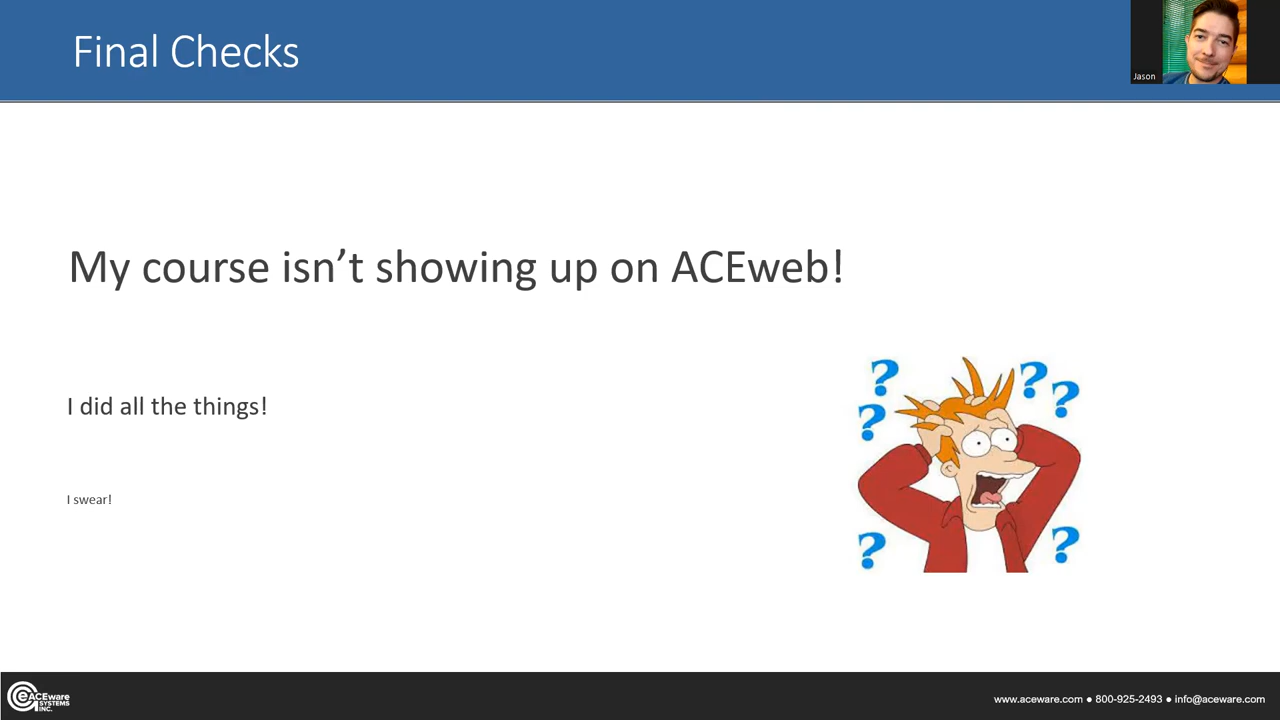 Final Checks
Jason
My course isn’t showing up on ACEweb!
I did all the things!
? ? ? ? ? ?
I swear!
eACEware
SYSTEMS
INC.
www.aceware.com ● 800-925-2493 ● info@aceware.com